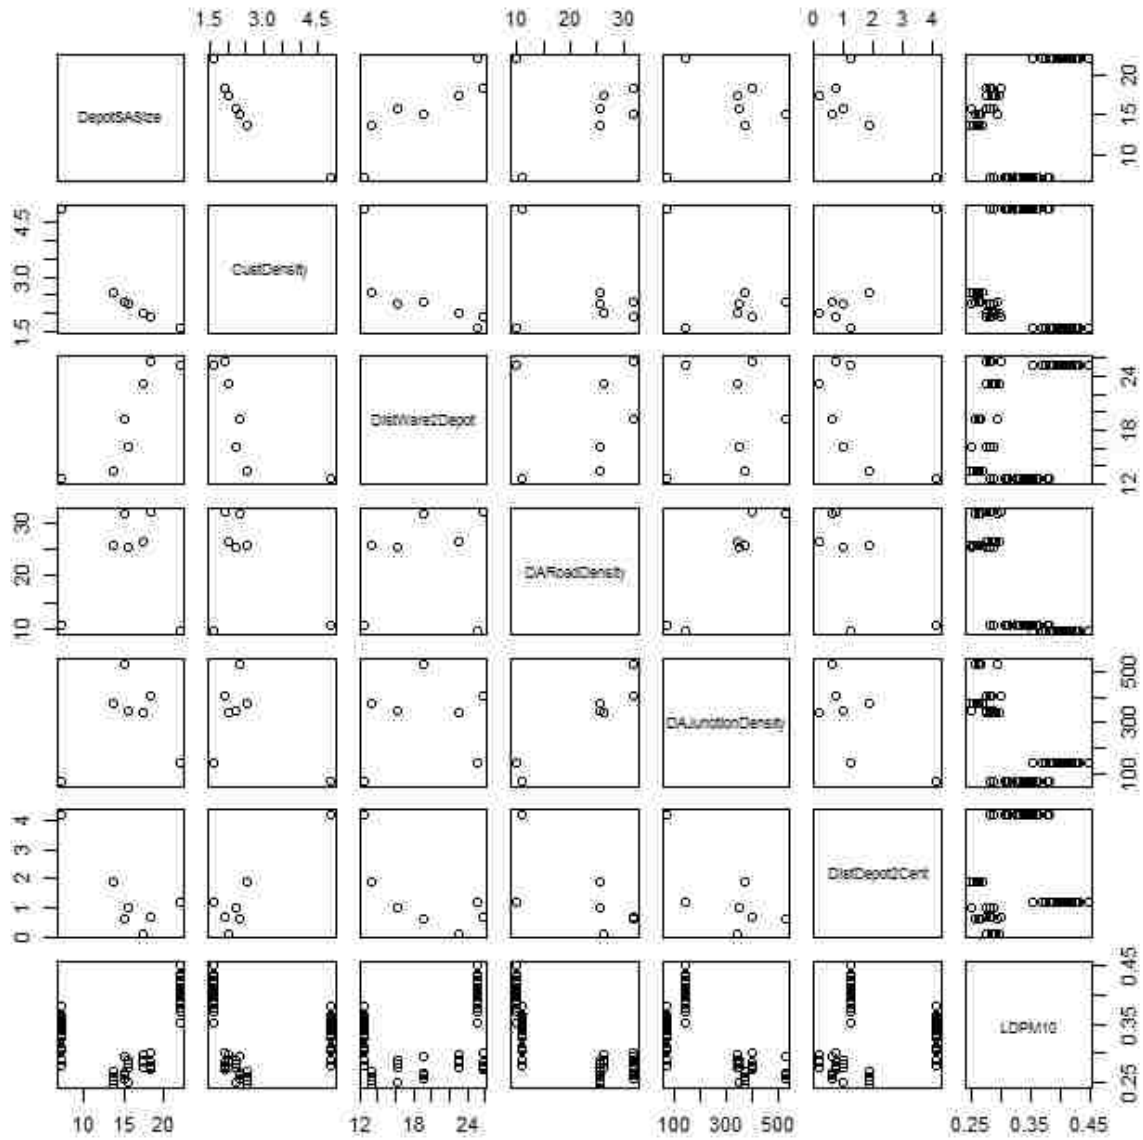 1.5 3.0 4.5
10 20 30
0 1 2 3 4
DepotSASize
10 15 20
1.5 3.0 4.5
CustDensity
DistWare2Depot
12 18 24
10 20 30
DARoadDensity
DAJunctionDensity
100 300 500
0 1 2 3 4
DistDepot2Cent
LDPM10
0.25 0.35 0.45
10 15 20
12 18 24
100 300 500
0.25 0.35 0.45